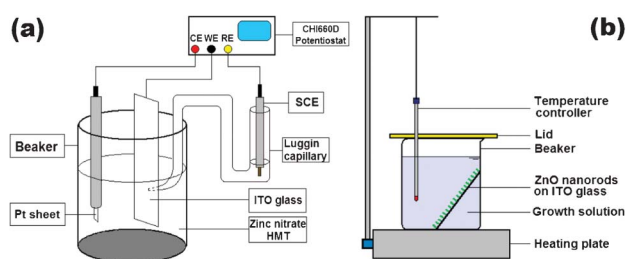 (a)
CHI660D
Potentiostat
CE WE RE
SCE
Beaker
Luggin
capillary
Pt sheet
ITO glass
Zinc nitrate
HMT
(b)
Temperature
controller
Lid
Beaker
ZnO nanorods
on ITO glass
Growth solution
Heating plate